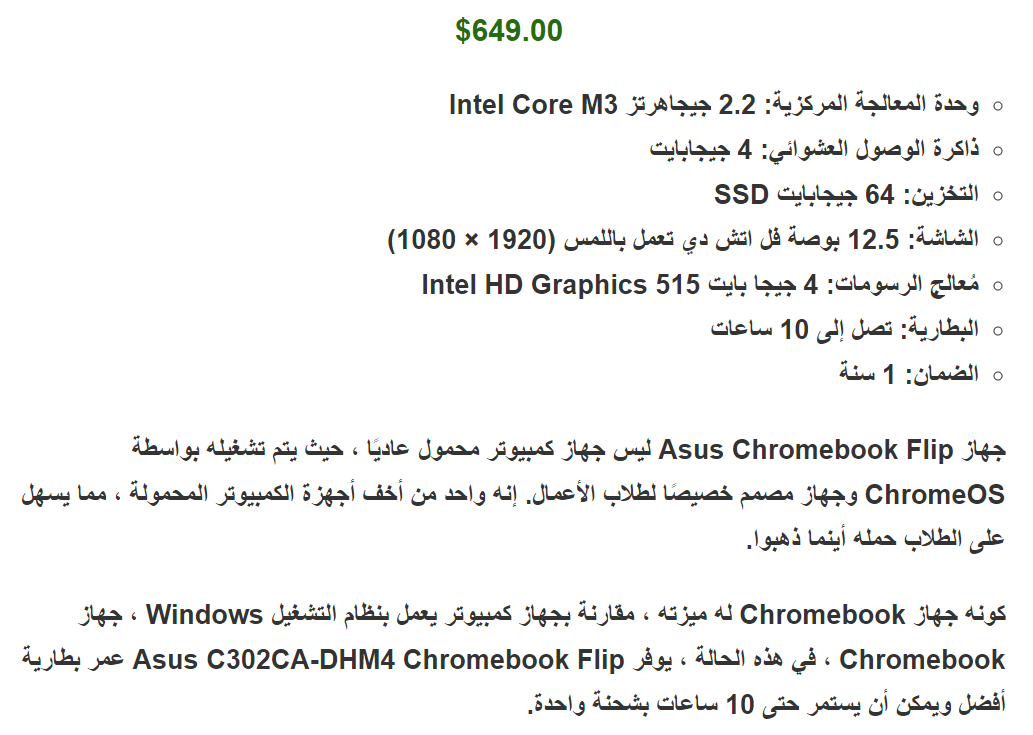 $649.00
وحدة المعالجة المركزية: 2.2 جيجاهرتز Intel Core M3
ذاكرة الوصول العشوائي: 4 جيجابايت
التخزين: 64 جيجابايت SSD
الشاشة: 12.5 بوصة فل اتش دي تعمل باللمس (1920 × 1080)
مُعالج الرسومات: 4 جيجا بايت Intel HD Graphics 515
البطارية: تصل إلى 10 ساعات
الضمان: 1 سنة
جهاز Asus Chromebook Flip ليس جهاز كمبيوتر محمول عاديًا ، حيث يتم تشغيله بواسطة
ChromeOS وجهاز مصمم خصيصًا لطلاب الأعمال. إنه واحد من أخف أجهزة الكمبيوتر المحمولة ، مما يسهل
على الطلاب حمله أينما ذهبوا.
كونه جهاز Chromebook له ميزته ، مقارنة بجهاز كمبيوتر يعمل بنظام التشغيل Windows ، جهاز
Chromebook ، في هذه الحالة ، يوفر Asus C302CA-DHM4 Chromebook Flip عمر بطارية
أفضل ويمكن أن يستمر حتى 10 ساعات بشحنة واحدة.